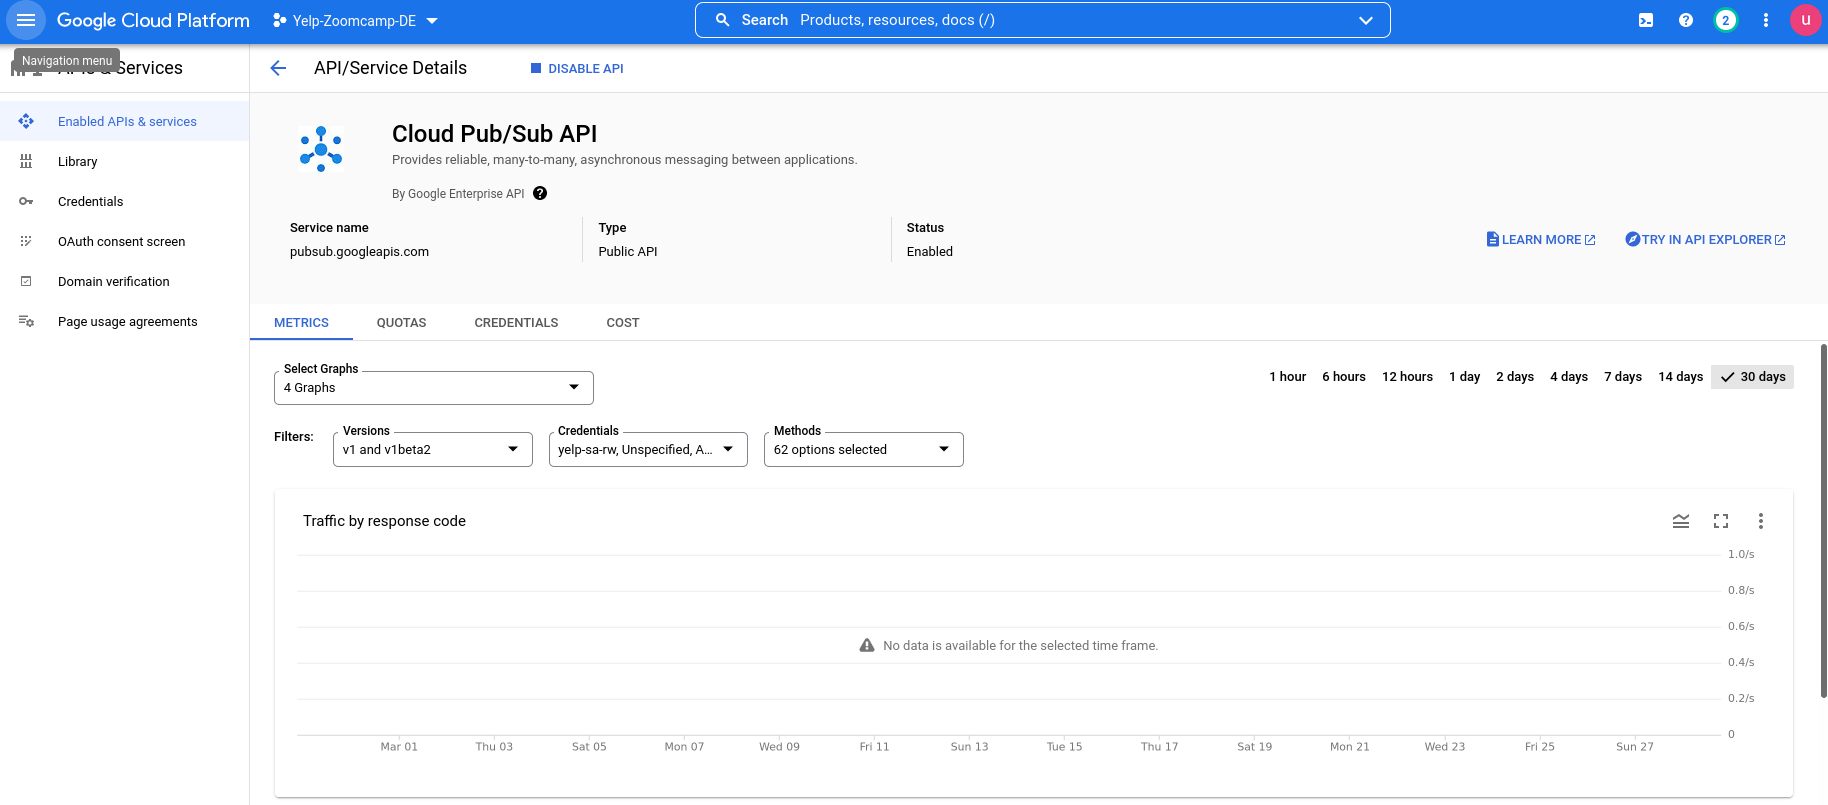 Google Cloud Platform
Yelp-Zoomcamp-DE
Search Products, resources, docs (/)
2
u
Navigation menu
& Services
API/Service Details
DISABLE API
Enabled APIs & services
Library
Credentials
OAuth consent screen
Domain verification
Page usage agreements
Cloud Pub/Sub API
Provides reliable, many-to-many, asynchronous messaging between applications.
By Google Enterprise API
Service name
pubsub.googleapis.com
Type
Public API
Status
Enabled
LEARN MORE
TRY IN API EXPLORER
METRICS
QUOTAS
CREDENTIALS
COST
Select Graphs
4 Graphs
1 hour
6 hours
12 hours
1 day
2 days
4 days
7 days
14 days
30 days
Filters:
Versions
v1 and v1beta2
Credentials
yelp-sa-rw, Unspecified, A...
Methods
62 options selected
Traffic by response code
1.0/s
0.8/s
0.6/s
No data is available for the selected time frame.
0.4/s
0.2/s
0
Mar 01
Thu 03
Sat 05
Mon 07
Wed 09
Fri 11
Sun 13
Tue 15
Thu 17
Sat 19
Mon 21
Wed 23
Fri 25
Sun 27